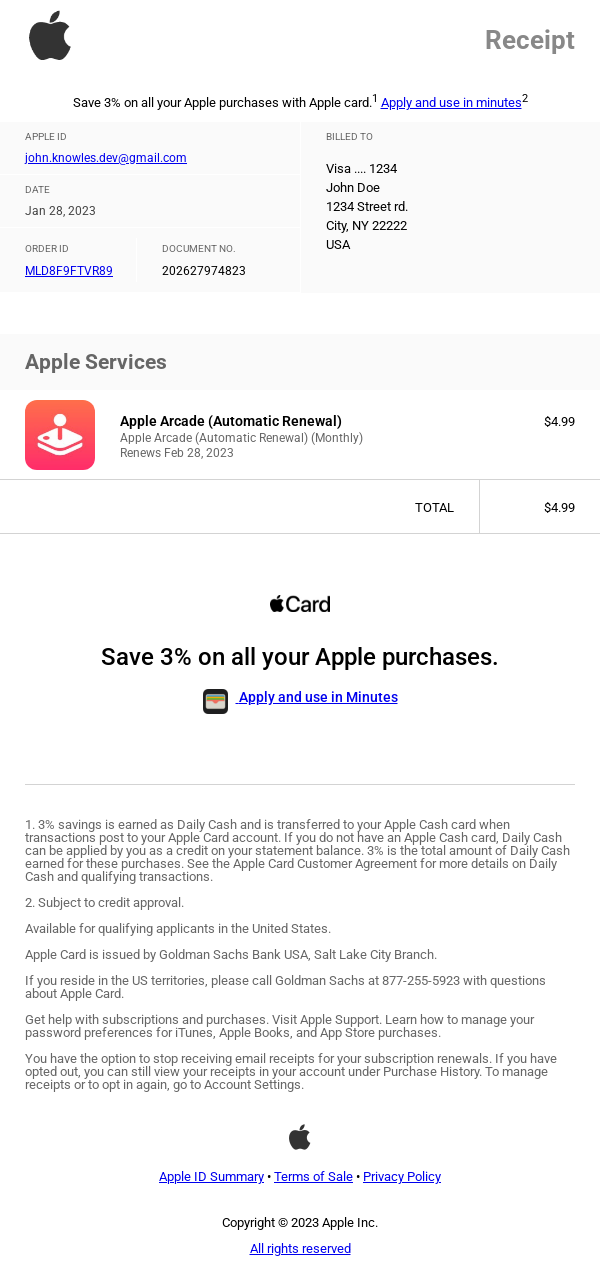 Receipt
Save 3% on all your Apple purchases with Apple card.1 Apply and use in minutes2
APPLE ID
john.knowles.dev@gmail.com
DATE
Jan 28, 2023
ORDER ID
MLD8F9FTVR89
DOCUMENT NO.
202627974823
BILLED TO
Visa .... 1234
John Doe
1234 Street rd.
City, NY 22222
USA
Apple Services
Apple Arcade (Automatic Renewal)
$4.99
Apple Arcade (Automatic Renewal) (Monthly)
Renews Feb 28, 2023
TOTAL
$4.99
Card
Save 3% on all your Apple purchases.
Apply and use in Minutes
1. 3% savings is earned as Daily Cash and is transferred to your Apple Cash card when
transactions post to your Apple Card account. If you do not have an Apple Cash card, Daily Cash
can be applied by you as a credit on your statement balance. 3% is the total amount of Daily Cash
earned for these purchases. See the Apple Card Customer Agreement for more details on Daily
Cash and qualifying transactions.
2. Subject to credit approval.
Available for qualifying applicants in the United States.
Apple Card is issued by Goldman Sachs Bank USA, Salt Lake City Branch.
If you reside in the US territories, please call Goldman Sachs at 877-255-5923 with questions
about Apple Card.
Get help with subscriptions and purchases. Visit Apple Support. Learn how to manage your
password preferences for iTunes, Apple Books, and App Store purchases.
You have the option to stop receiving email receipts for your subscription renewals. If you have
opted out, you can still view your receipts in your account under Purchase History. To manage
receipts or to opt in again, go to Account Settings.
Apple ID Summary • Terms of Sale • Privacy Policy
Copyright © 2023 Apple Inc.
All rights reserved